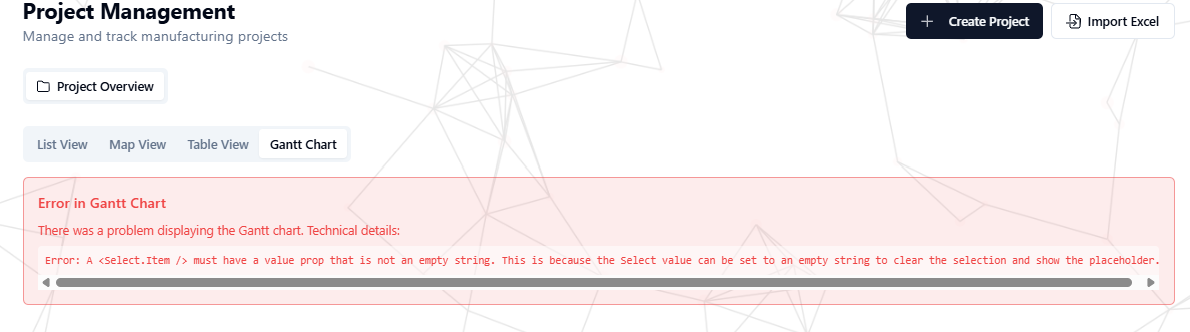 Project Management
Manage and track manufacturing projects
Create Project
Import Excel
Project Overview
List View
Map View
Table View
Gantt Chart
Error in Gantt Chart
There was a problem displaying the Gantt chart. Technical details:
Error: A <Select.Item /> must have a value prop that is not an empty string. This is because the Select value can be set to an empty string to clear the selection and show the placeholder.